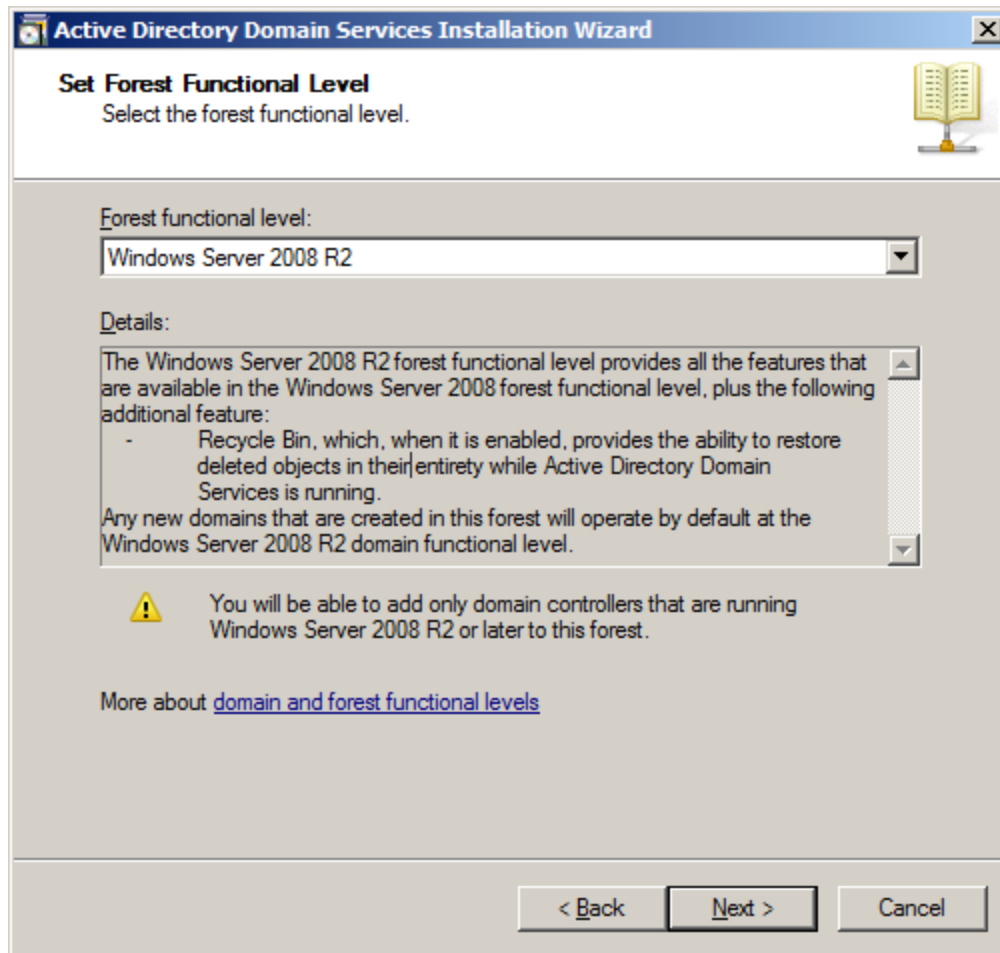 Active Directory Domain Services Installation Wizard
Set Forest Functional Level
Select the forest functional level.
Forest functional level:
Windows Server 2008 R2
Details:
The Windows Server 2008 R2 forest functional level provides all the features that
are available in the Windows Server 2008 forest functional level, plus the following
additional feature:
- Recycle Bin, which, when it is enabled, provides the ability to restore
deleted objects in their entirety while Active Directory Domain
Services is running.
Any new domains that are created in this forest will operate by default at the
Windows Server 2008 R2 domain functional level.
You will be able to add only domain controllers that are running
Windows Server 2008 R2 or later to this forest.
More about domain and forest functional levels
< Back Next > Cancel